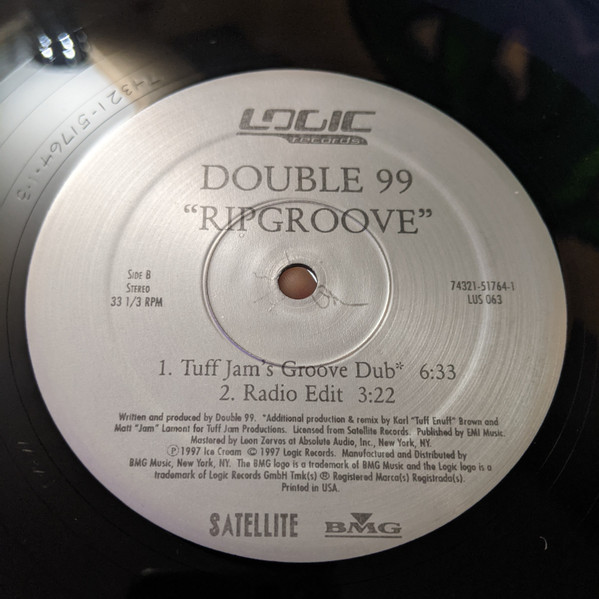 74321-51764-1-3
LOGIC
records
DOUBLE 99
"RIPGROOVE"
SIDE B
STEREO
33 1/3 RPM
74321-51764-1
LUS 063
1. Tuff Jam's Groove Dub* 6:33
2. Radio Edit 3:22
Written and produced by Double 99. *Additional production & remix by Karl "Tuff Enuff" Brown and
Matt "Jam" Lamont for Tuff Jam Productions. Licensed from Satellite Records. Published by EMI Music.
Mastered by Leon Zervos at Absolute Audio, Inc., New York, NY.
℗ 1997 Ice Cream © 1997 Logic Records. Manufactured and Distributed by
BMG Music, New York, NY. The BMG logo is a trademark of BMG Music and the Logic logo is a
trademark of Logic Records GmbH Tmk(s) ® Registered Marca(s) Registrada(s).
Printed in USA.
SATELLITE
BMG